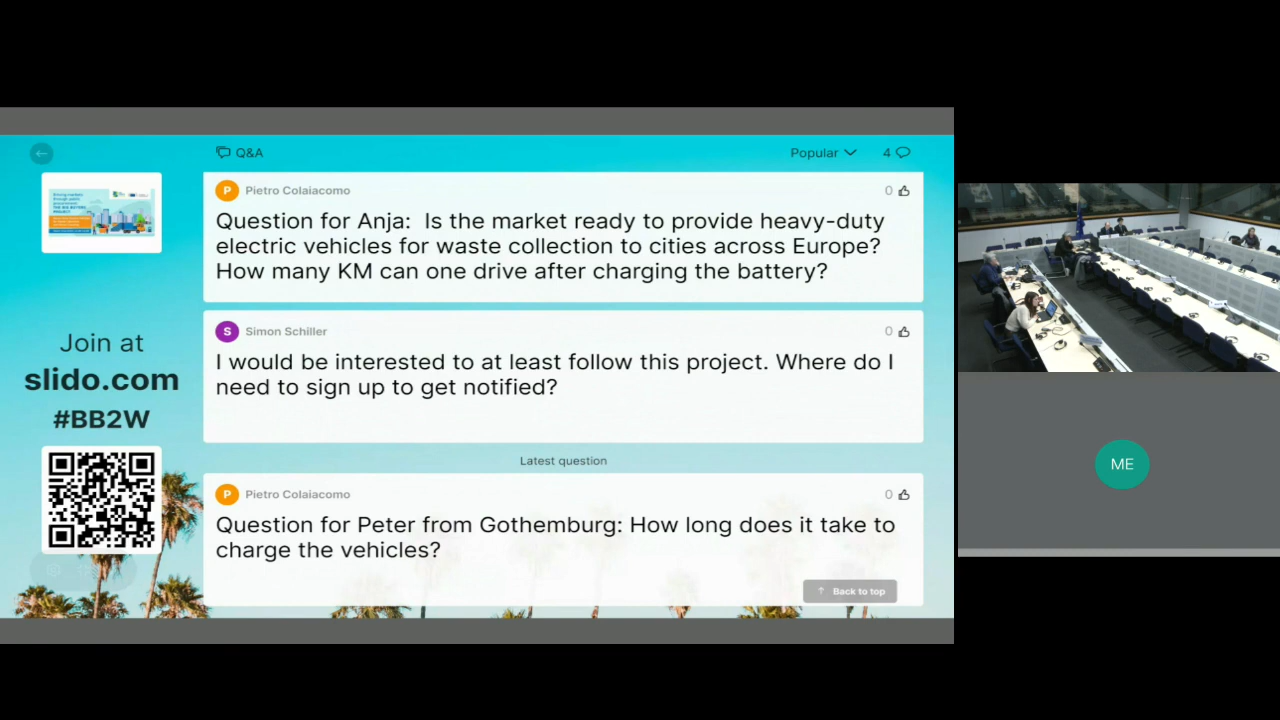 Q&A
Popular
4
Pietro Colaiacomo
0
Question for Anja: Is the market ready to provide heavy-duty
electric vehicles for waste collection to cities across Europe?
How many KM can one drive after charging the battery?
Simon Schiller
0
I would be interested to at least follow this project. Where do I
need to sign up to get notified?
Latest question
Pietro Colaiacomo
0
Question for Peter from Gothemburg: How long does it take to
charge the vehicles?
Back to top
Join at
slido.com
#BB2W
P
S
P
ME